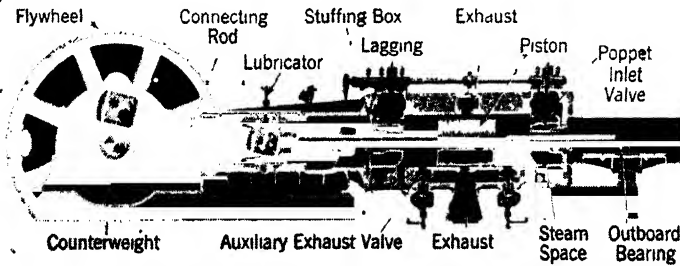 Flywheel
Connecting
Rod
Lubricator
Stuffing Box
Lagging
Exhaust
Piston
Poppet
Inlet
Valve
Counterweight
Auxiliary Exhaust Valve
Exhaust
Steam
Space
Outboard
Bearing